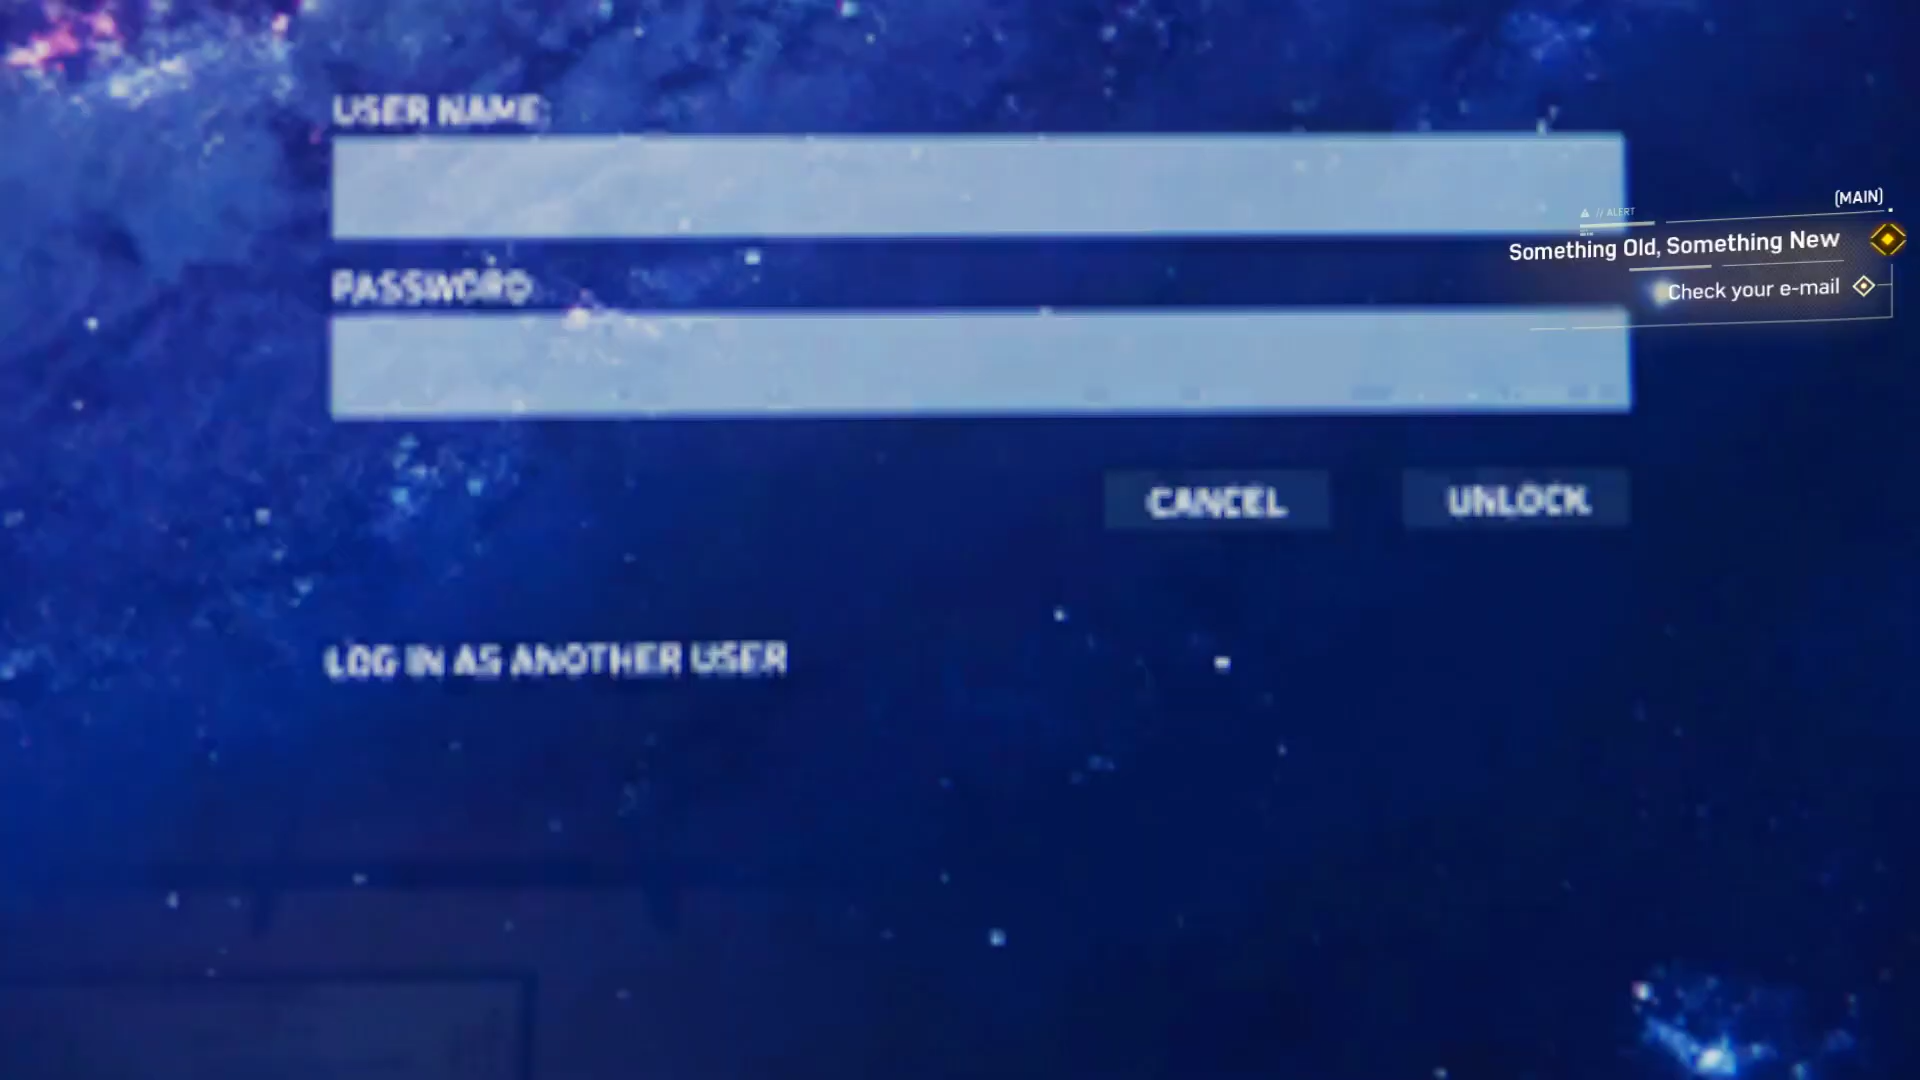 USER NAME:
PASSWORD
CANCEL
UNLOCK
LOG IN AS ANOTHER USER
[MAIN]
// ALERT
Something Old, Something New
Check your e-mail